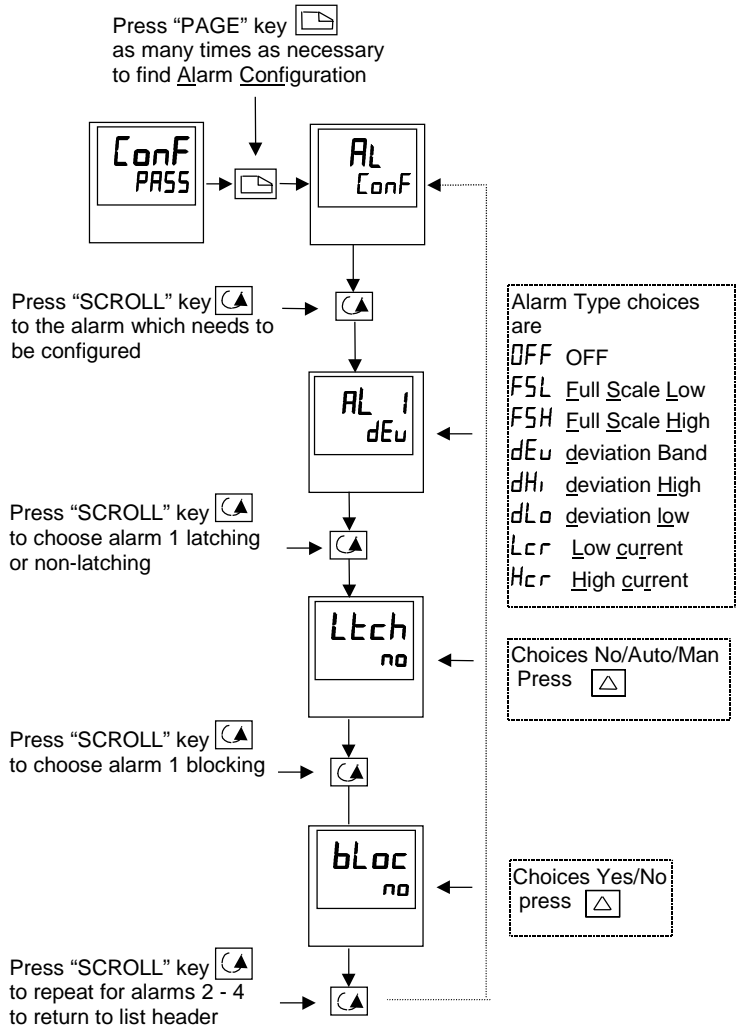 Press “PAGE” key
as many times as necessary
to find Alarm Configuration
ConF
PASS
AL
ConF
Press “SCROLL” key
to the alarm which needs to
be configured
AL 1
dEv
Alarm Type choices
are
OFF OFF
FSL Full Scale Low
FSH Full Scale High
dEv deviation Band
dHi deviation High
dLo deviation low
Lcr Low current
Hcr High current
Press “SCROLL” key
to choose alarm 1 latching
or non-latching
Ltch
no
Choices No/Auto/Man
Press
Press “SCROLL” key
to choose alarm 1 blocking
bLoc
no
Choices Yes/No
press
Press “SCROLL” key
to repeat for alarms 2 - 4
to return to list header